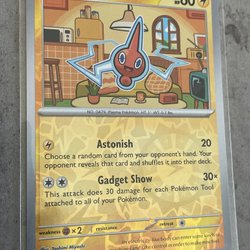 HP 80
NO. 0479 Plasma Pokémon HT: 1' WT: 0.7 lbs.
Astonish 20
Choose a random card from your opponent's hand. Your
opponent reveals that card and shuffles it into their deck.
Gadget Show 30×
This attack does 30 damage for each Pokémon Tool
attached to all of your Pokémon.
weakness ×2 resistance retreat